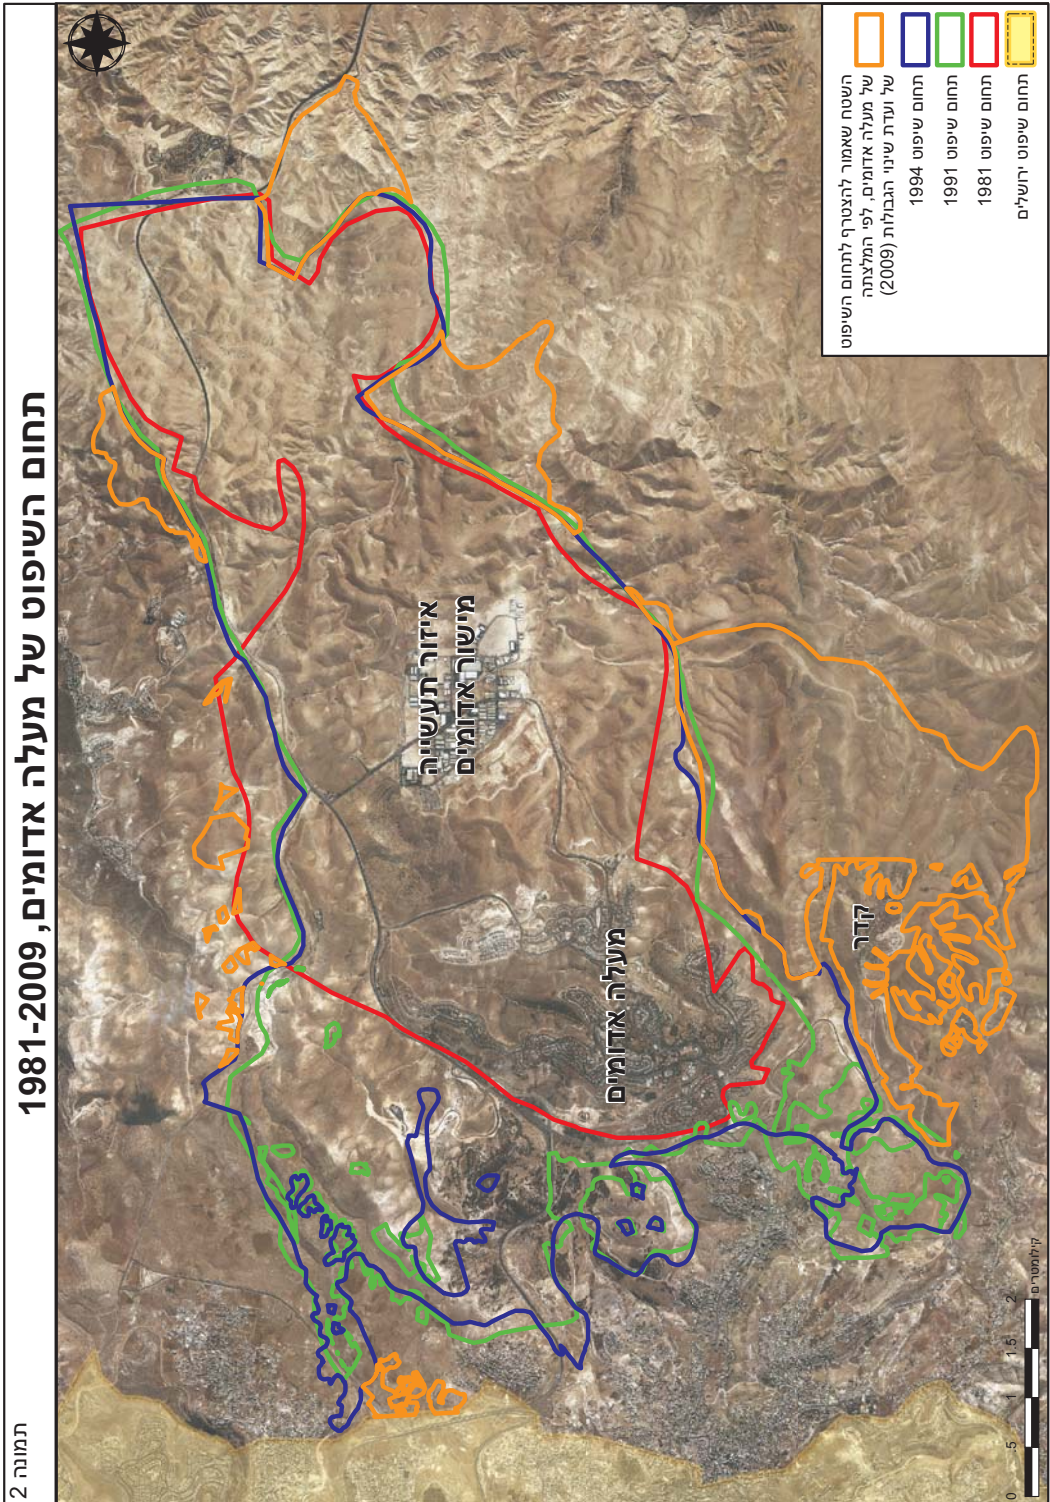 תמונה 2
תחום השיפוט של מעלה אדומים, 1981-2009
תחום שיפוט ירושלים
תחום שיפוט 1981
תחום שיפוט 1991
תחום שיפוט 1994
השטח שאמור להצטרף לתחום השיפוט
של מעלה אדומים, לפי המלצתה
של ועדת שינוי הגבולות (2009)
איזור תעשייה
מישור אדומים
מעלה אדומים
קדר
0 .5 1 1.5 2
קילומטרים